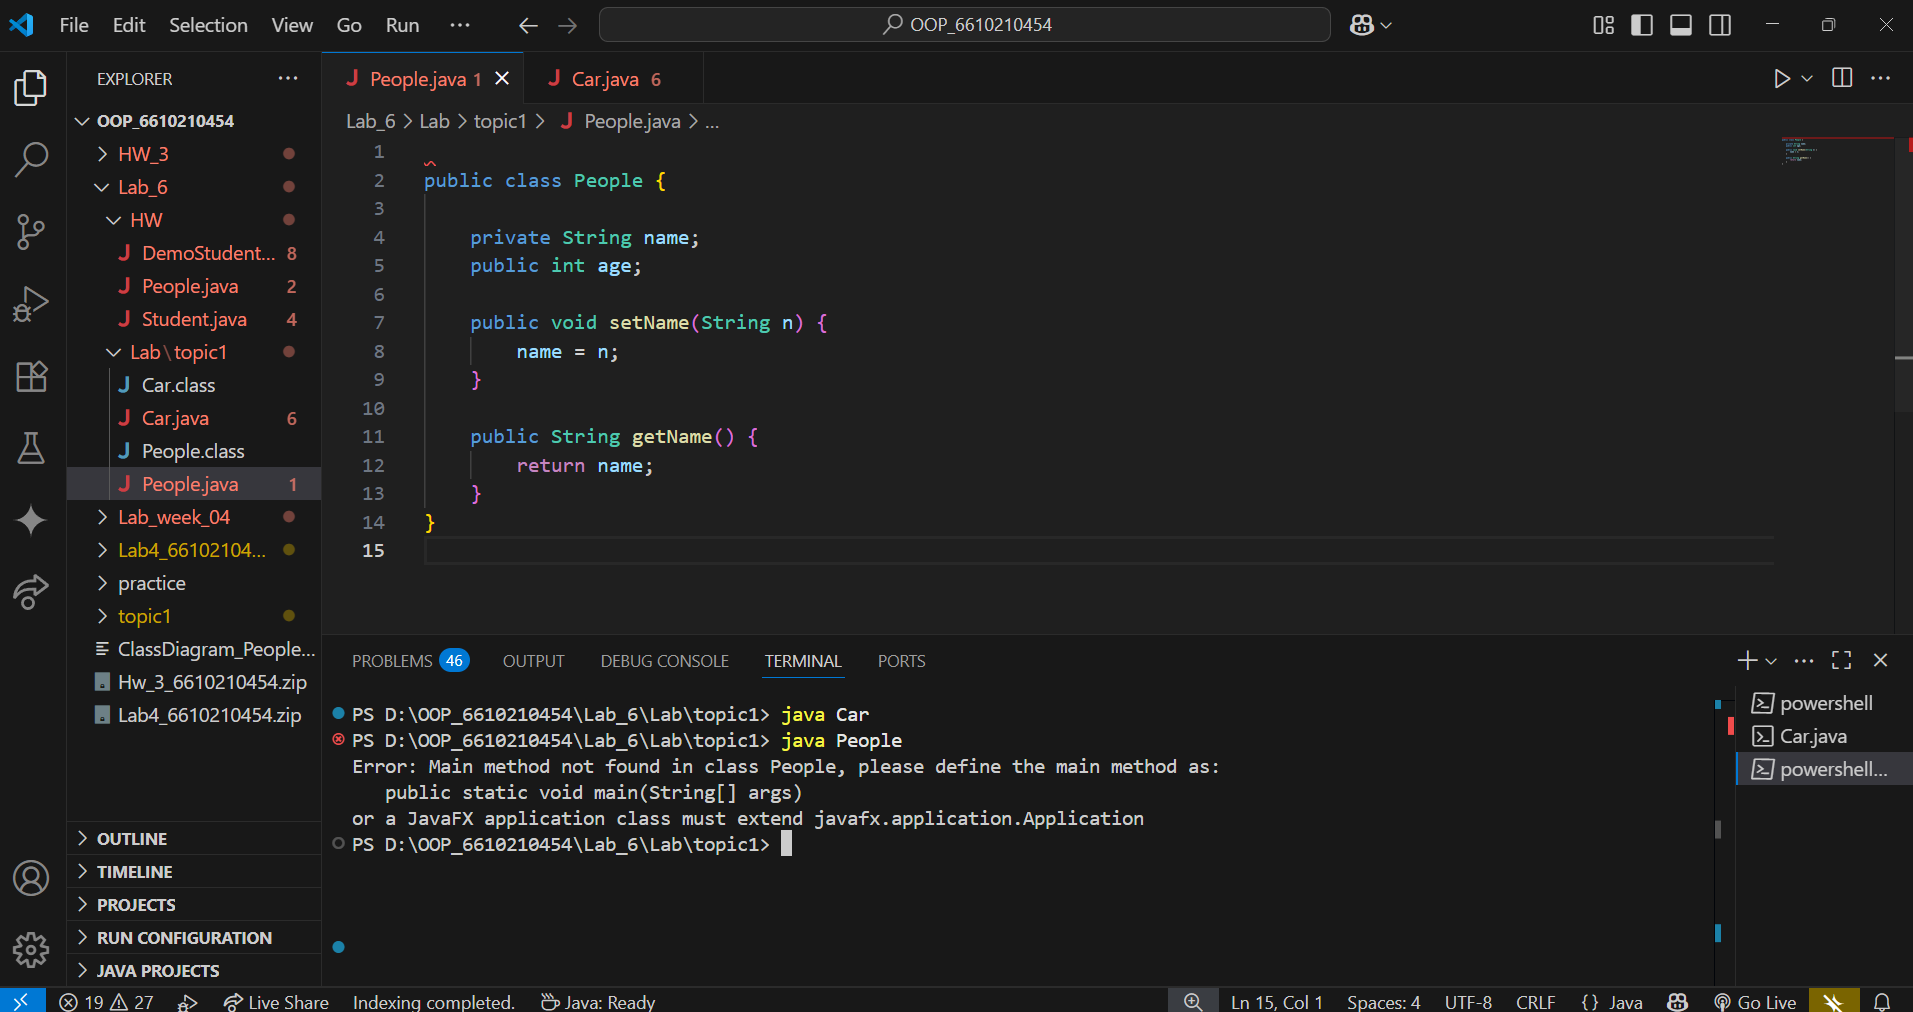 File Edit Selection View Go Run ··· OOP_6610210454
EXPLORER ···
OOP_6610210454
HW_3
Lab_6
HW
DemoStudent... 8
People.java 2
Student.java 4
Lab\topic1
Car.class
Car.java 6
People.class
People.java 1
Lab_week_04
Lab4_66102104...
practice
topic1
ClassDiagram_People...
Hw_3_6610210454.zip
Lab4_6610210454.zip
OUTLINE
TIMELINE
PROJECTS
RUN CONFIGURATION
JAVA PROJECTS
People.java 1 Car.java 6
Lab_6 > Lab > topic1 > People.java > ...
1
2 public class People {
3
4 private String name;
5 public int age;
6
7 public void setName(String n) {
8 name = n;
9 }
10
11 public String getName() {
12 return name;
13 }
14 }
15
PROBLEMS 46 OUTPUT DEBUG CONSOLE TERMINAL PORTS
PS D:\OOP_6610210454\Lab_6\Lab\topic1> java Car
PS D:\OOP_6610210454\Lab_6\Lab\topic1> java People
Error: Main method not found in class People, please define the main method as:
public static void main(String[] args)
or a JavaFX application class must extend javafx.application.Application
PS D:\OOP_6610210454\Lab_6\Lab\topic1>
powershell
Car.java
powershell...
19 27 Live Share Indexing completed. Java: Ready Ln 15, Col 1 Spaces: 4 UTF-8 CRLF {} Java Go Live